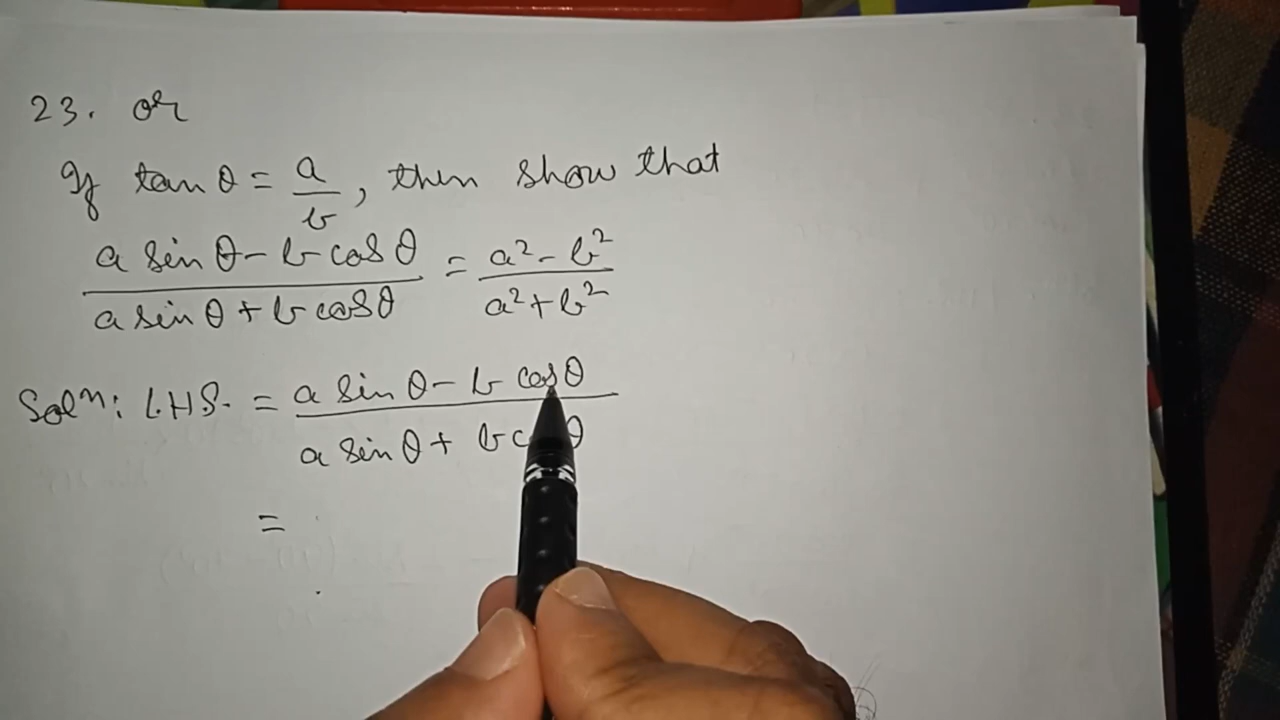 23. or
If tan θ = a/b, then show that
(a sin θ - b cos θ)/(a sin θ + b cos θ) = (a² - b²)/(a² + b²)
Solⁿ: L.H.S. = (a sin θ - b cos θ)/(a sin θ + b c θ)
=